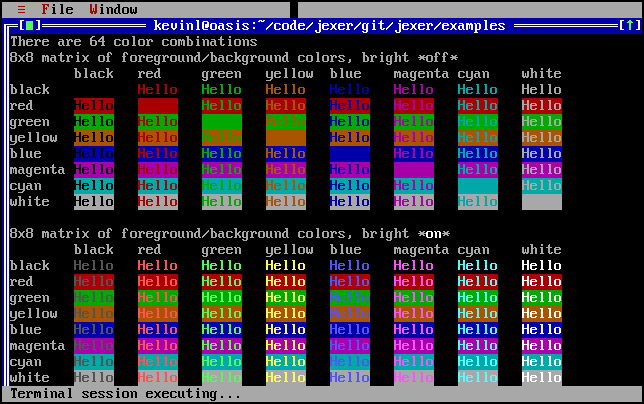 ≡ File Window
[■] kevinl@oasis:~/code/jexer/git/jexer/examples [↑]
There are 64 color combinations
8x8 matrix of foreground/background colors, bright *off*
black red green yellow blue magenta cyan white
black Hello Hello Hello Hello Hello Hello Hello
red Hello Hello Hello Hello Hello Hello Hello
green Hello Hello Hello Hello Hello Hello Hello
yellow Hello Hello Hello Hello Hello Hello Hello
blue Hello Hello Hello Hello Hello Hello Hello
magenta Hello Hello Hello Hello Hello Hello Hello
cyan Hello Hello Hello Hello Hello Hello Hello
white Hello Hello Hello Hello Hello Hello Hello
8x8 matrix of foreground/background colors, bright *on*
black red green yellow blue magenta cyan white
black Hello Hello Hello Hello Hello Hello Hello Hello
red Hello Hello Hello Hello Hello Hello Hello Hello
green Hello Hello Hello Hello Hello Hello Hello Hello
yellow Hello Hello Hello Hello Hello Hello Hello Hello
blue Hello Hello Hello Hello Hello Hello Hello Hello
magenta Hello Hello Hello Hello Hello Hello Hello Hello
cyan Hello Hello Hello Hello Hello Hello Hello Hello
white Hello Hello Hello Hello Hello Hello Hello Hello
Terminal session executing...